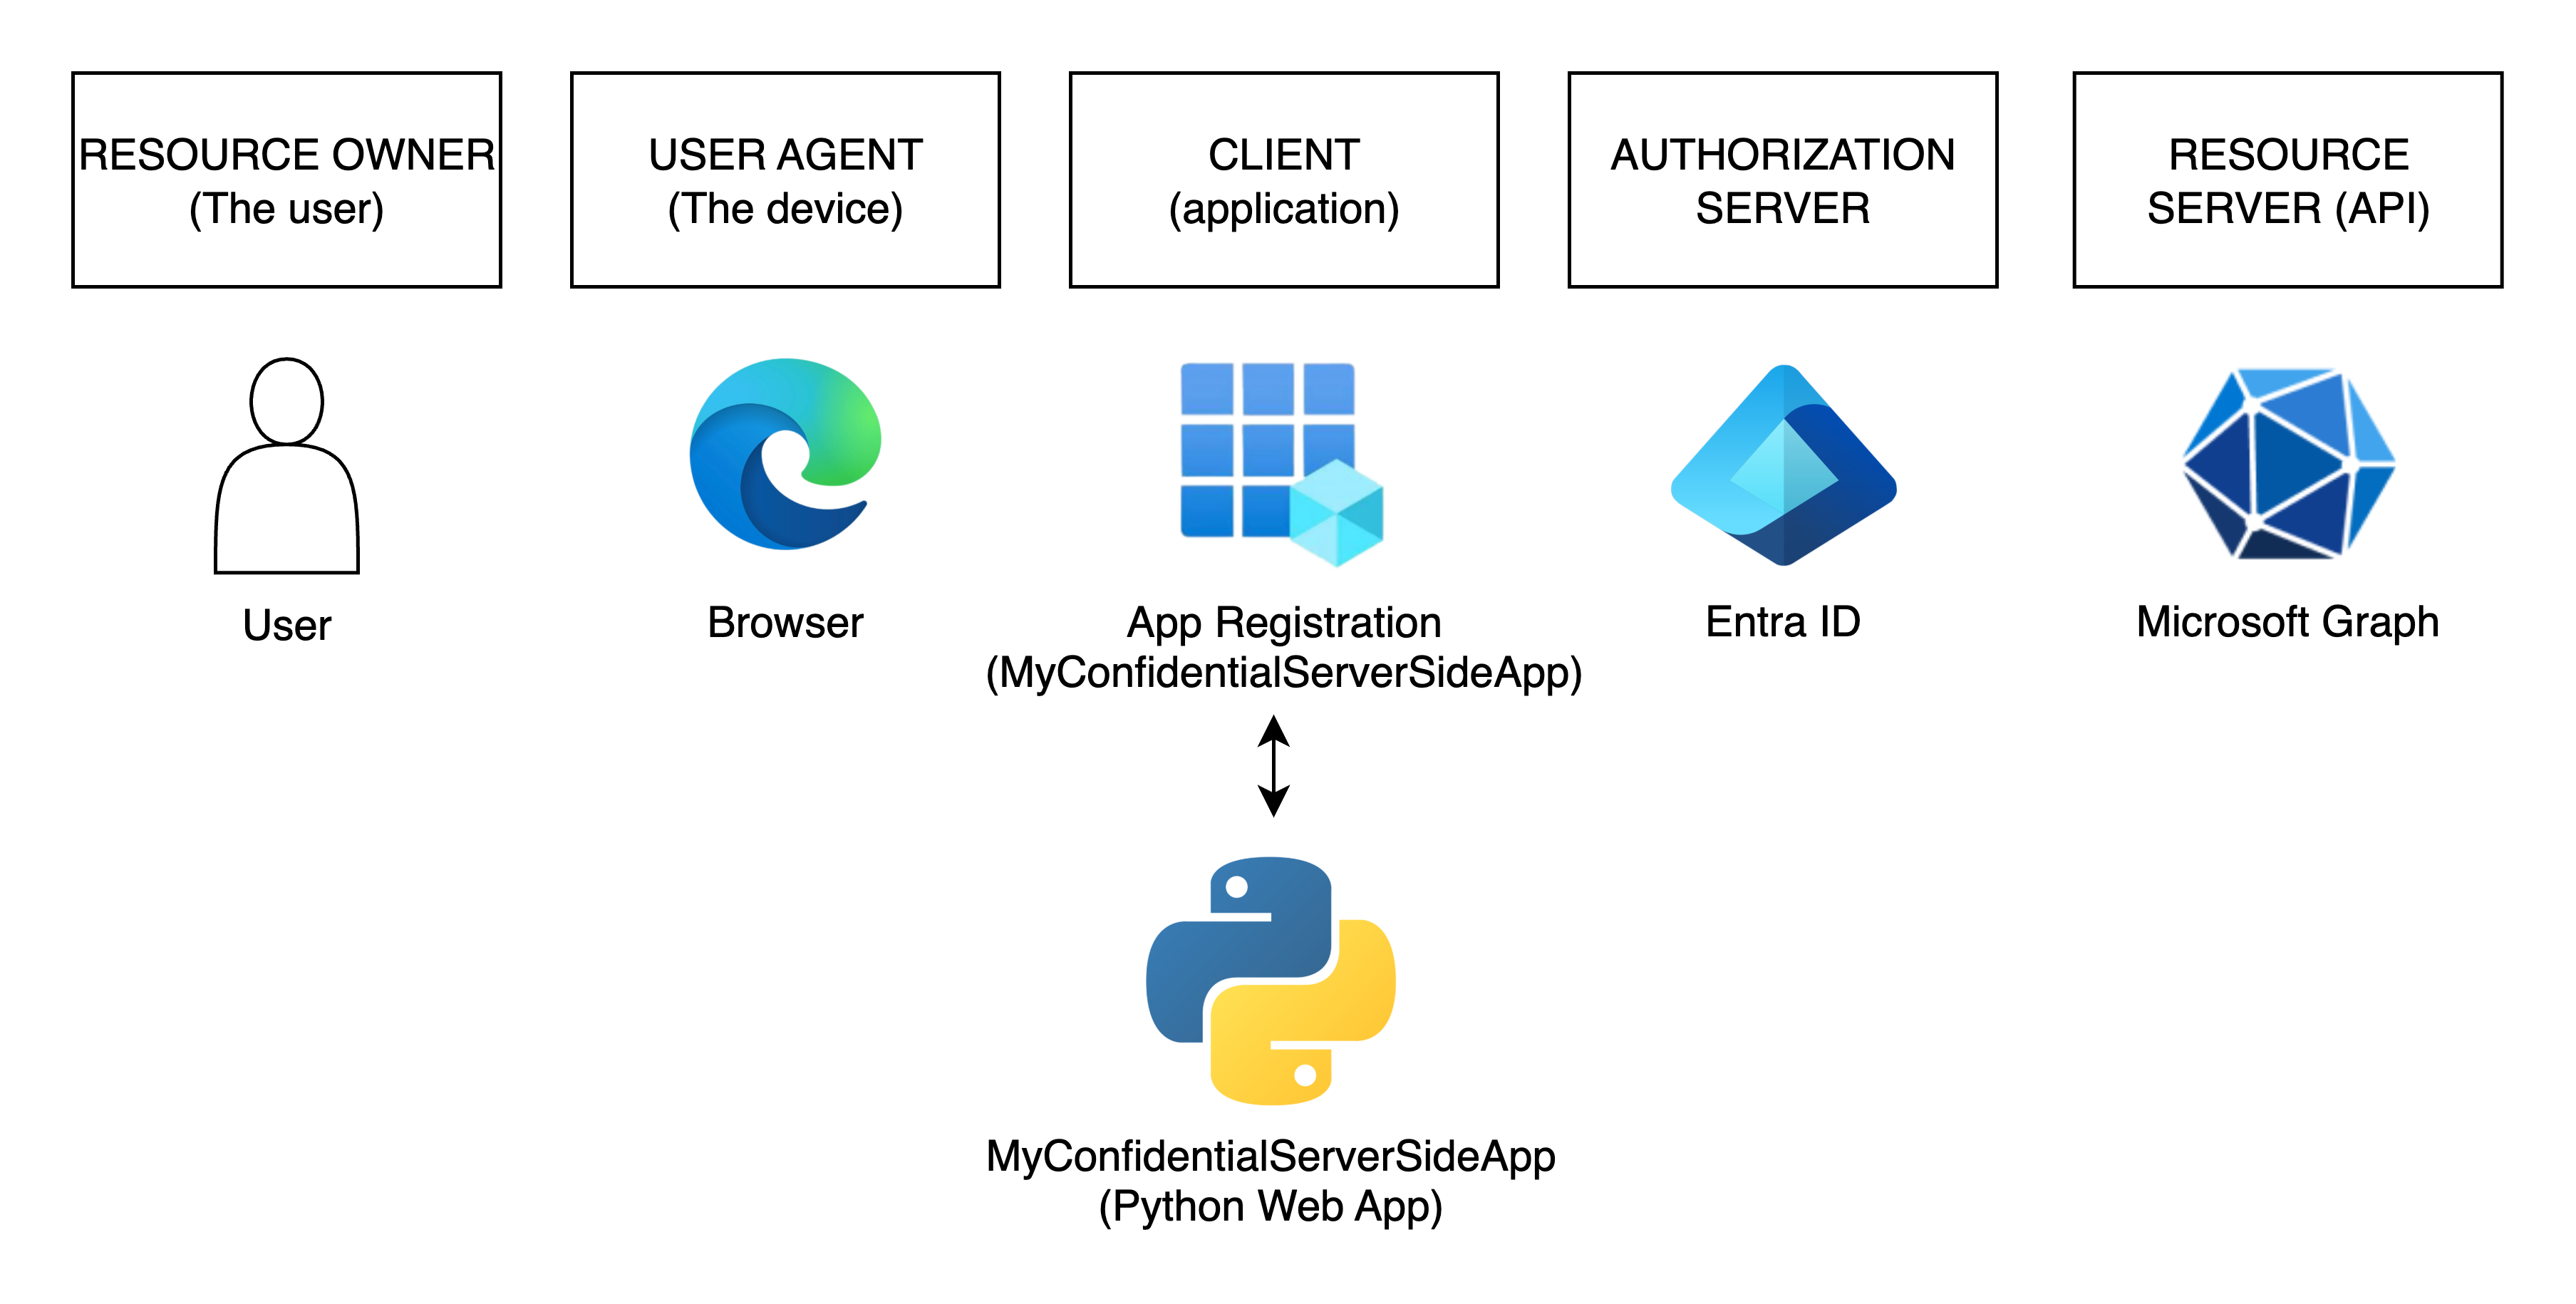 RESOURCE OWNER
(The user)
USER AGENT
(The device)
CLIENT
(application)
AUTHORIZATION
SERVER
RESOURCE
SERVER (API)
User
Browser
App Registration
(MyConfidentialServerSideApp)
Entra ID
Microsoft Graph
MyConfidentialServerSideApp
(Python Web App)